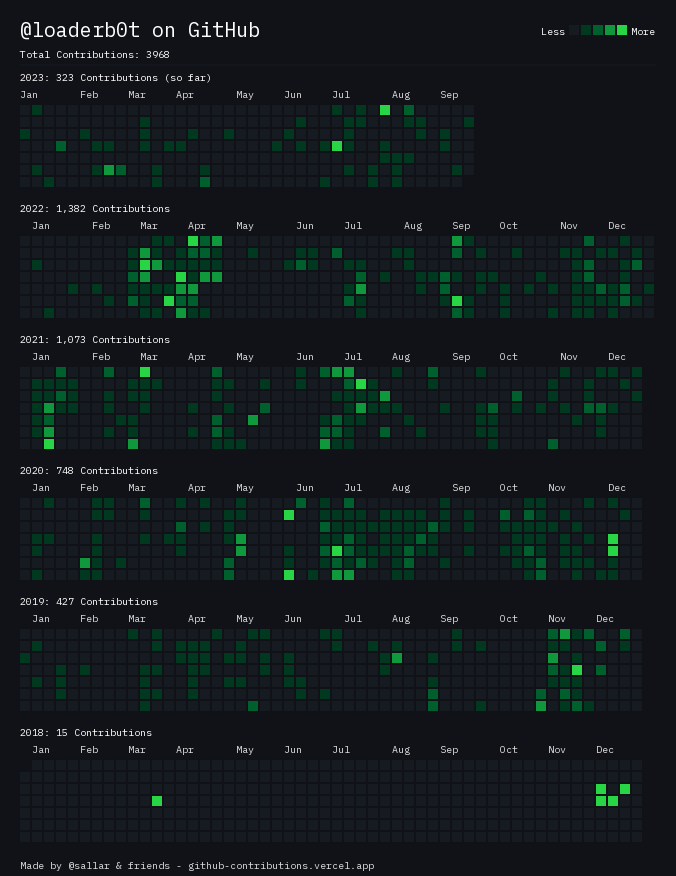 @loaderb0t on GitHub
Less More
Total Contributions: 3968
2023: 323 Contributions (so far)
Jan Feb Mar Apr May Jun Jul Aug Sep
2022: 1,382 Contributions
Jan Feb Mar Apr May Jun Jul Aug Sep Oct Nov Dec
2021: 1,073 Contributions
Jan Feb Mar Apr May Jun Jul Aug Sep Oct Nov Dec
2020: 748 Contributions
Jan Feb Mar Apr May Jun Jul Aug Sep Oct Nov Dec
2019: 427 Contributions
Jan Feb Mar Apr May Jun Jul Aug Sep Oct Nov Dec
2018: 15 Contributions
Jan Feb Mar Apr May Jun Jul Aug Sep Oct Nov Dec
Made by @sallar & friends - github-contributions.vercel.app